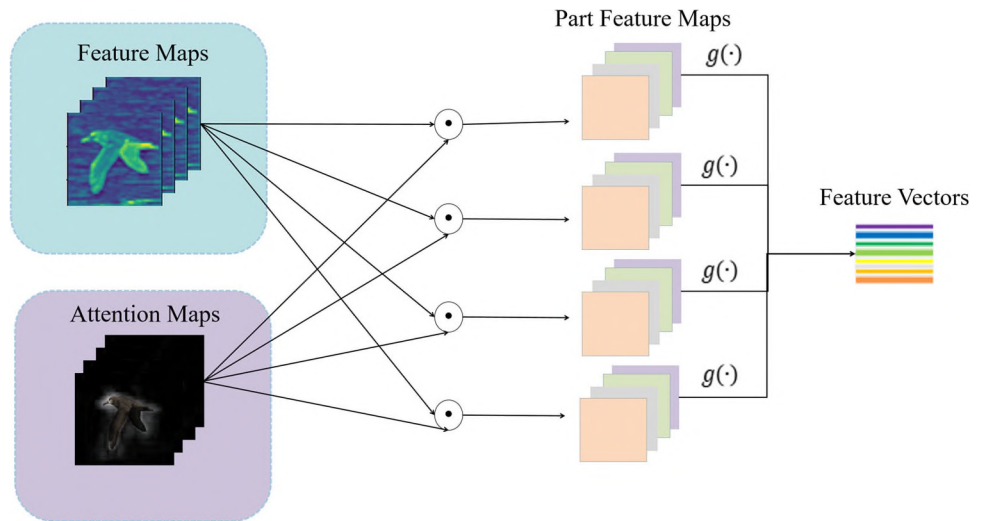 Part Feature Maps
Feature Maps
g(·)
g(·)
Feature Vectors
Attention Maps
g(·)
g(·)